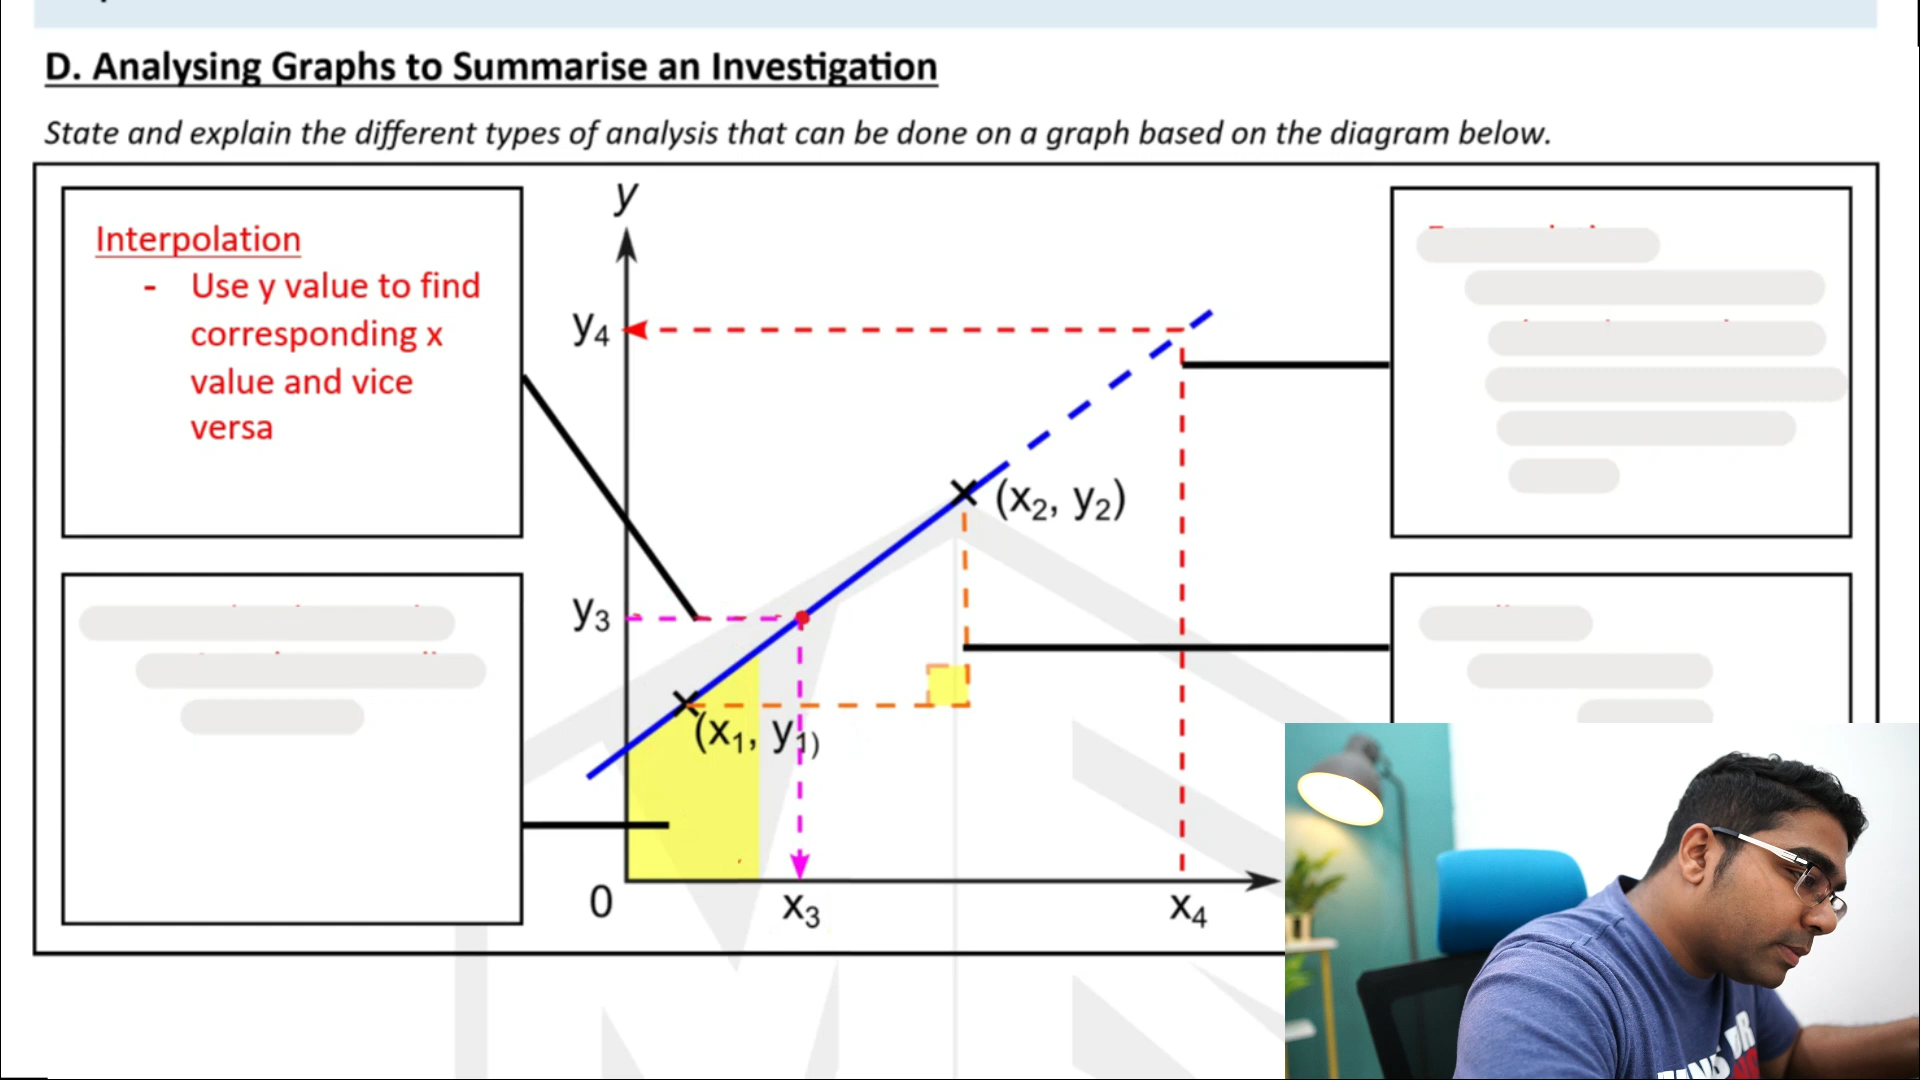 D. Analysing Graphs to Summarise an Investigation
State and explain the different types of analysis that can be done on a graph based on the diagram below.
Interpolation
- Use y value to find
corresponding x
value and vice
versa
y
y4
(x2, y2)
y3
(x1, y1)
0
x3
x4